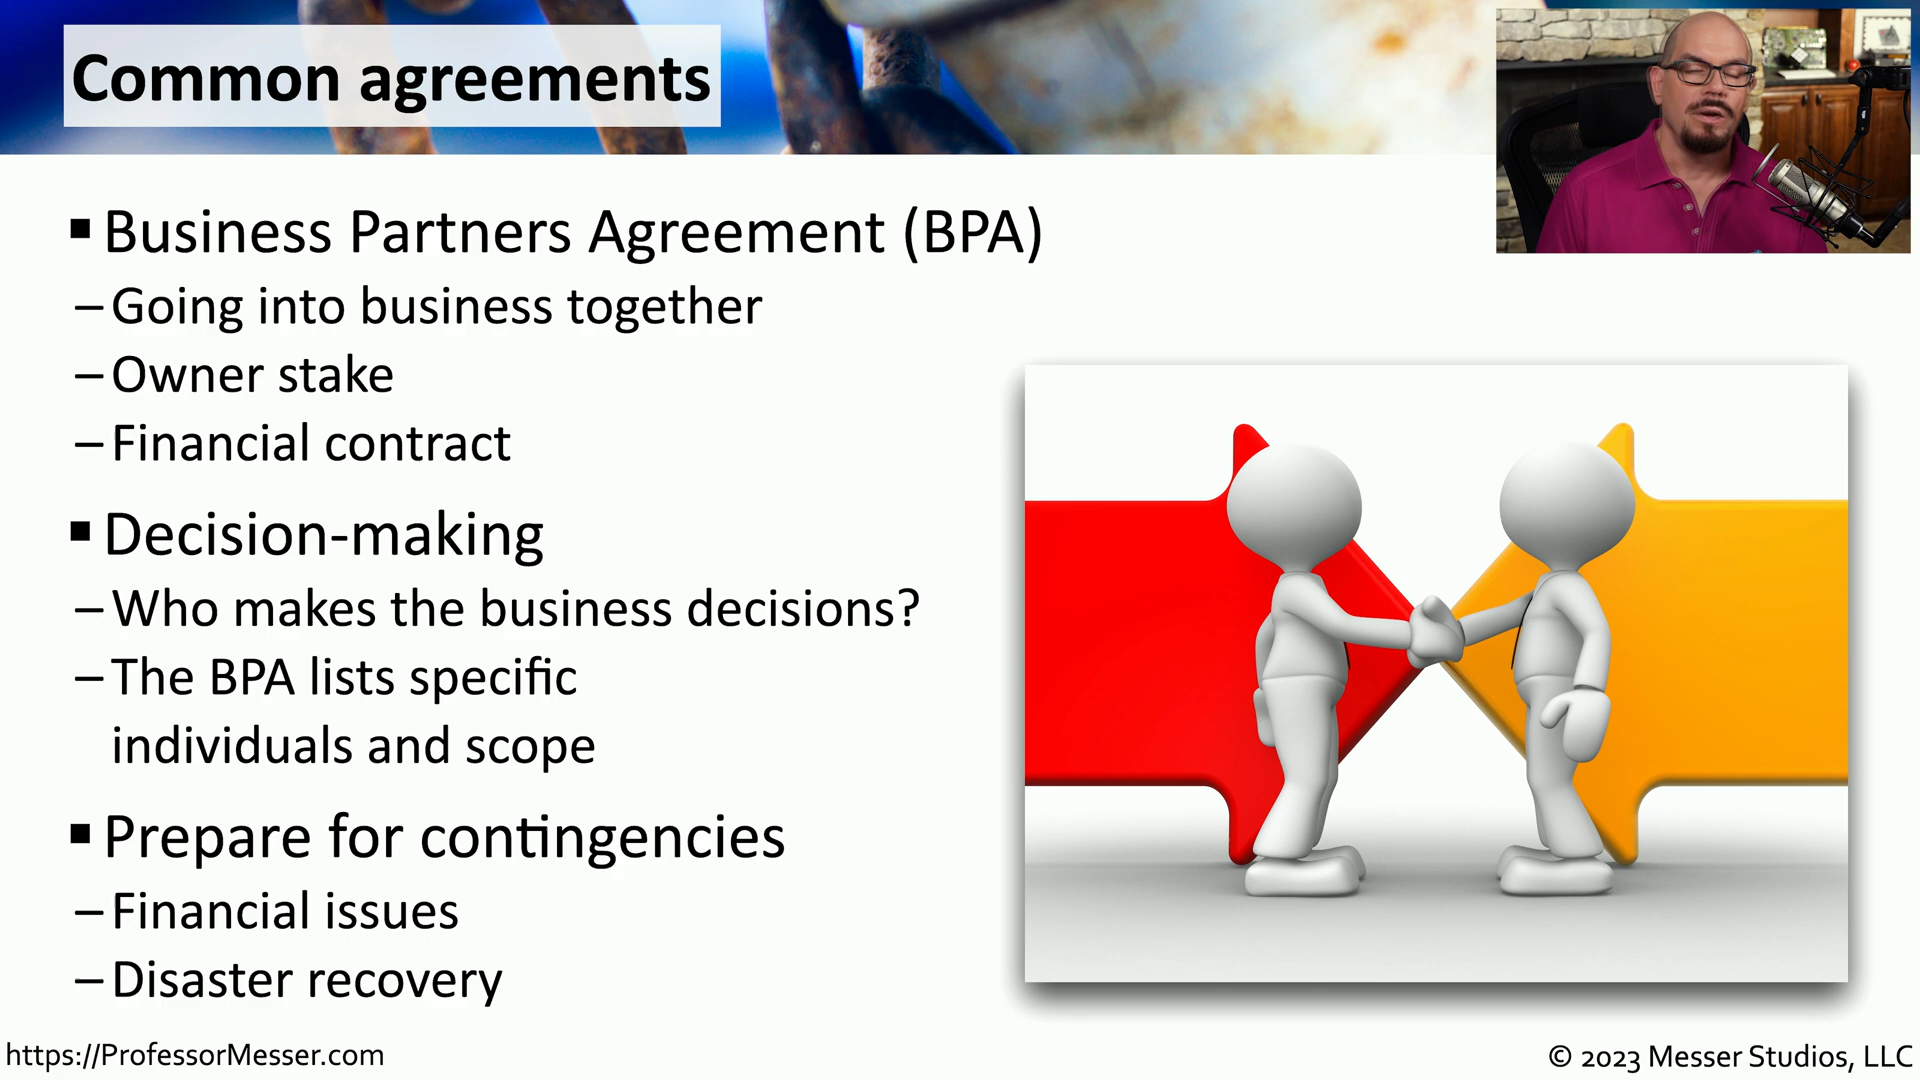 Common agreements
▪ Business Partners Agreement (BPA)
– Going into business together
– Owner stake
– Financial contract
▪ Decision-making
– Who makes the business decisions?
– The BPA lists specific
individuals and scope
▪ Prepare for contingencies
– Financial issues
– Disaster recovery
https://ProfessorMesser.com
© 2023 Messer Studios, LLC